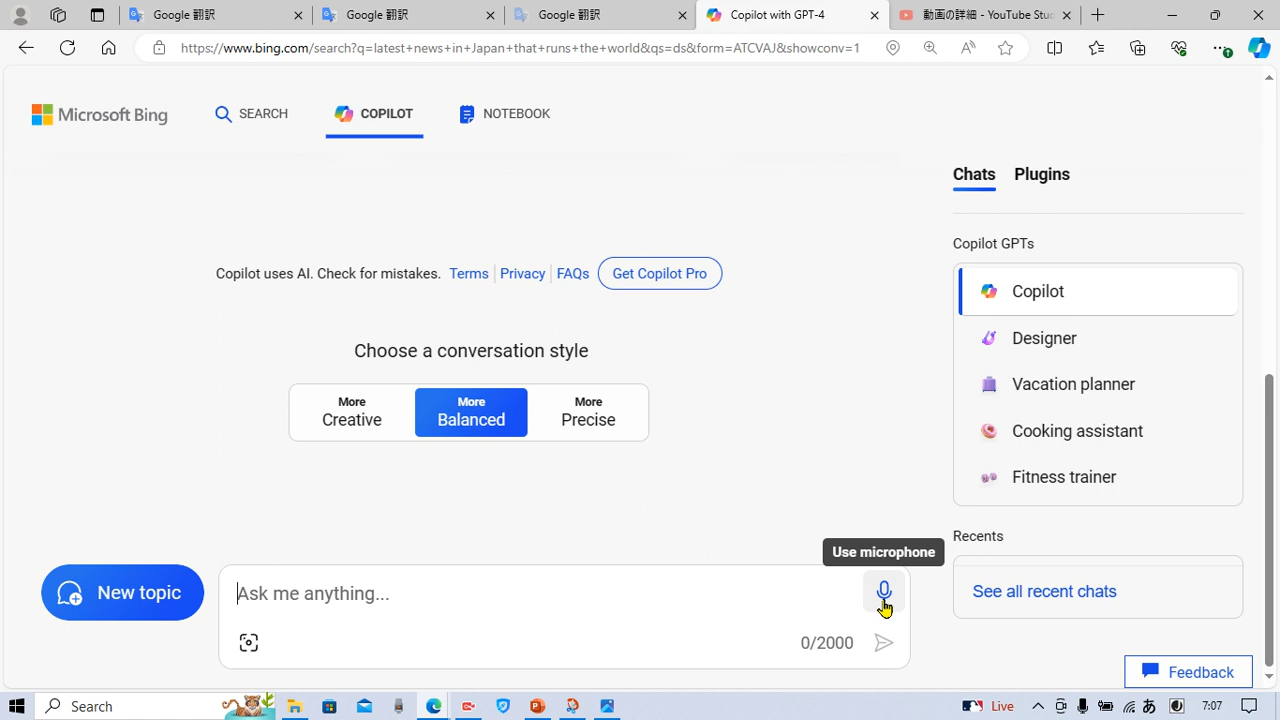 Google 翻訳
Google 翻訳
Google 翻訳
Copilot with GPT-4
動画の詳細 - YouTube Stu
https://www.bing.com/search?q=latest+news+in+Japan+that+runs+the+world&qs=ds&form=ATCVAJ&showconv=1
Microsoft Bing
SEARCH
COPILOT
NOTEBOOK
Chats
Plugins
Copilot GPTs
Copilot uses AI. Check for mistakes. Terms Privacy FAQs Get Copilot Pro
Copilot
Designer
Choose a conversation style
Vacation planner
More
Creative
More
Balanced
More
Precise
Cooking assistant
Fitness trainer
Recents
Use microphone
New topic
Ask me anything...
See all recent chats
0/2000
Feedback
Search
Live
あ
7:07